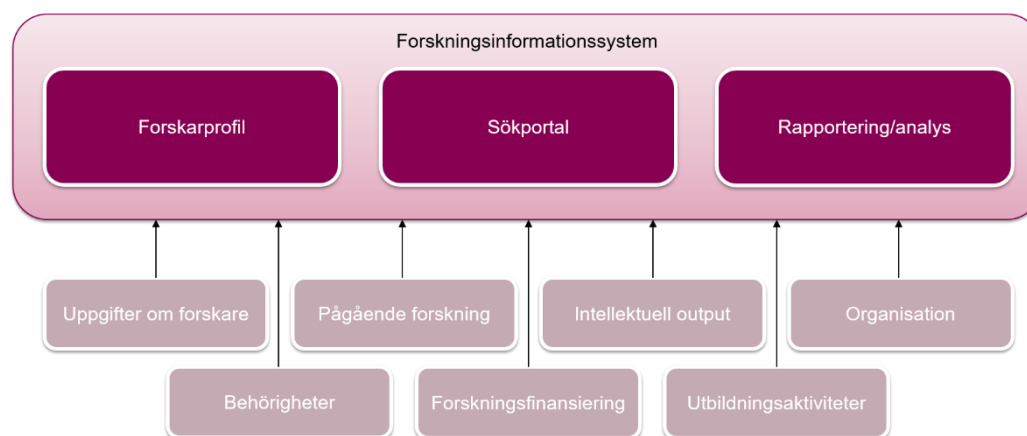 Forskningsinformationssystem
Forskarprofil
Sökportal
Rapportering/analys
Uppgifter om forskare
Pågående forskning
Intellektuell output
Organisation
Behörigheter
Forskningsfinansiering
Utbildningsaktiviteter